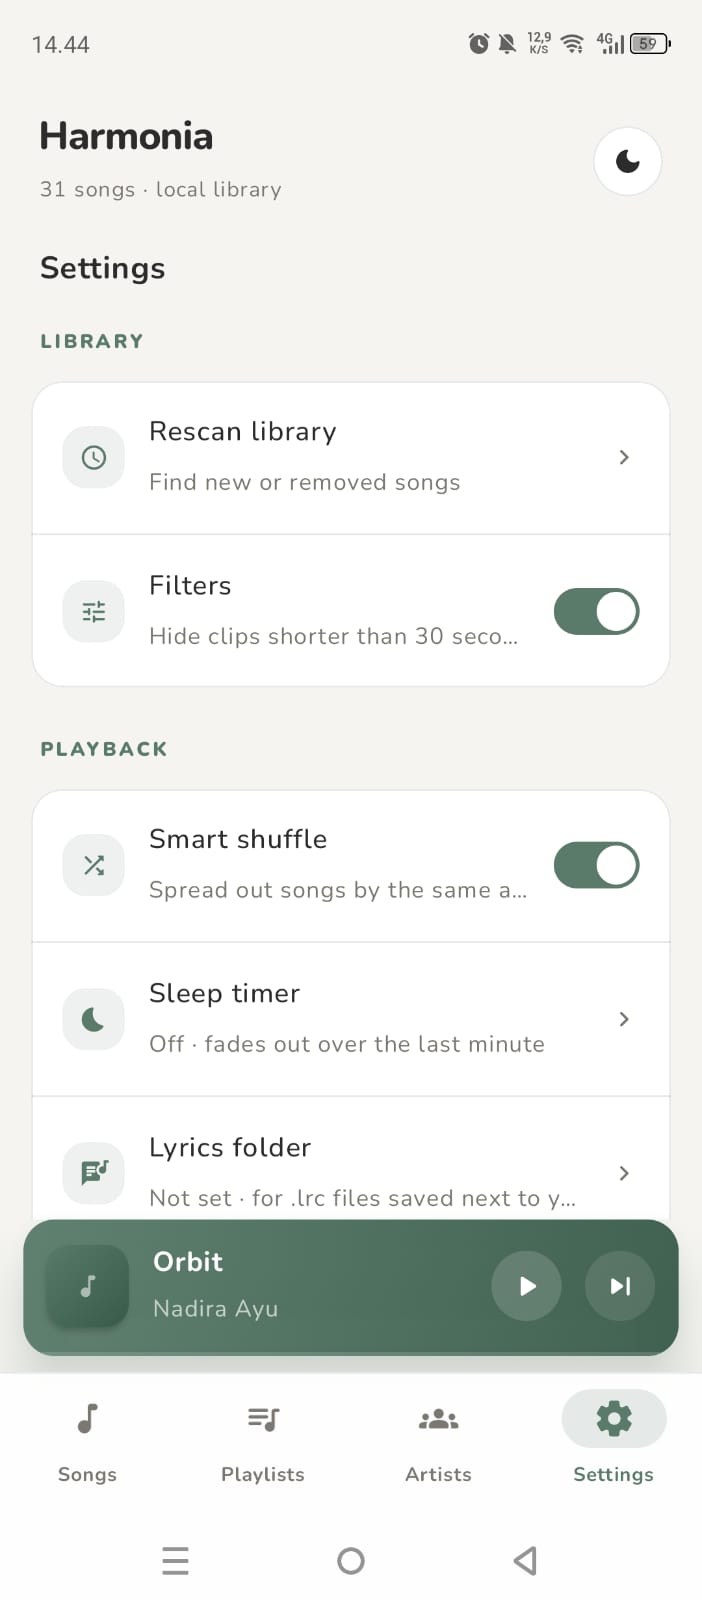 14.44
12,9
K/S
4G
59
Harmonia
31 songs · local library
Settings
LIBRARY
Rescan library
Find new or removed songs
Filters
Hide clips shorter than 30 seco...
PLAYBACK
Smart shuffle
Spread out songs by the same a...
Sleep timer
Off · fades out over the last minute
Lyrics folder
Not set · for .lrc files saved next to y...
Orbit
Nadira Ayu
Songs
Playlists
Artists
Settings